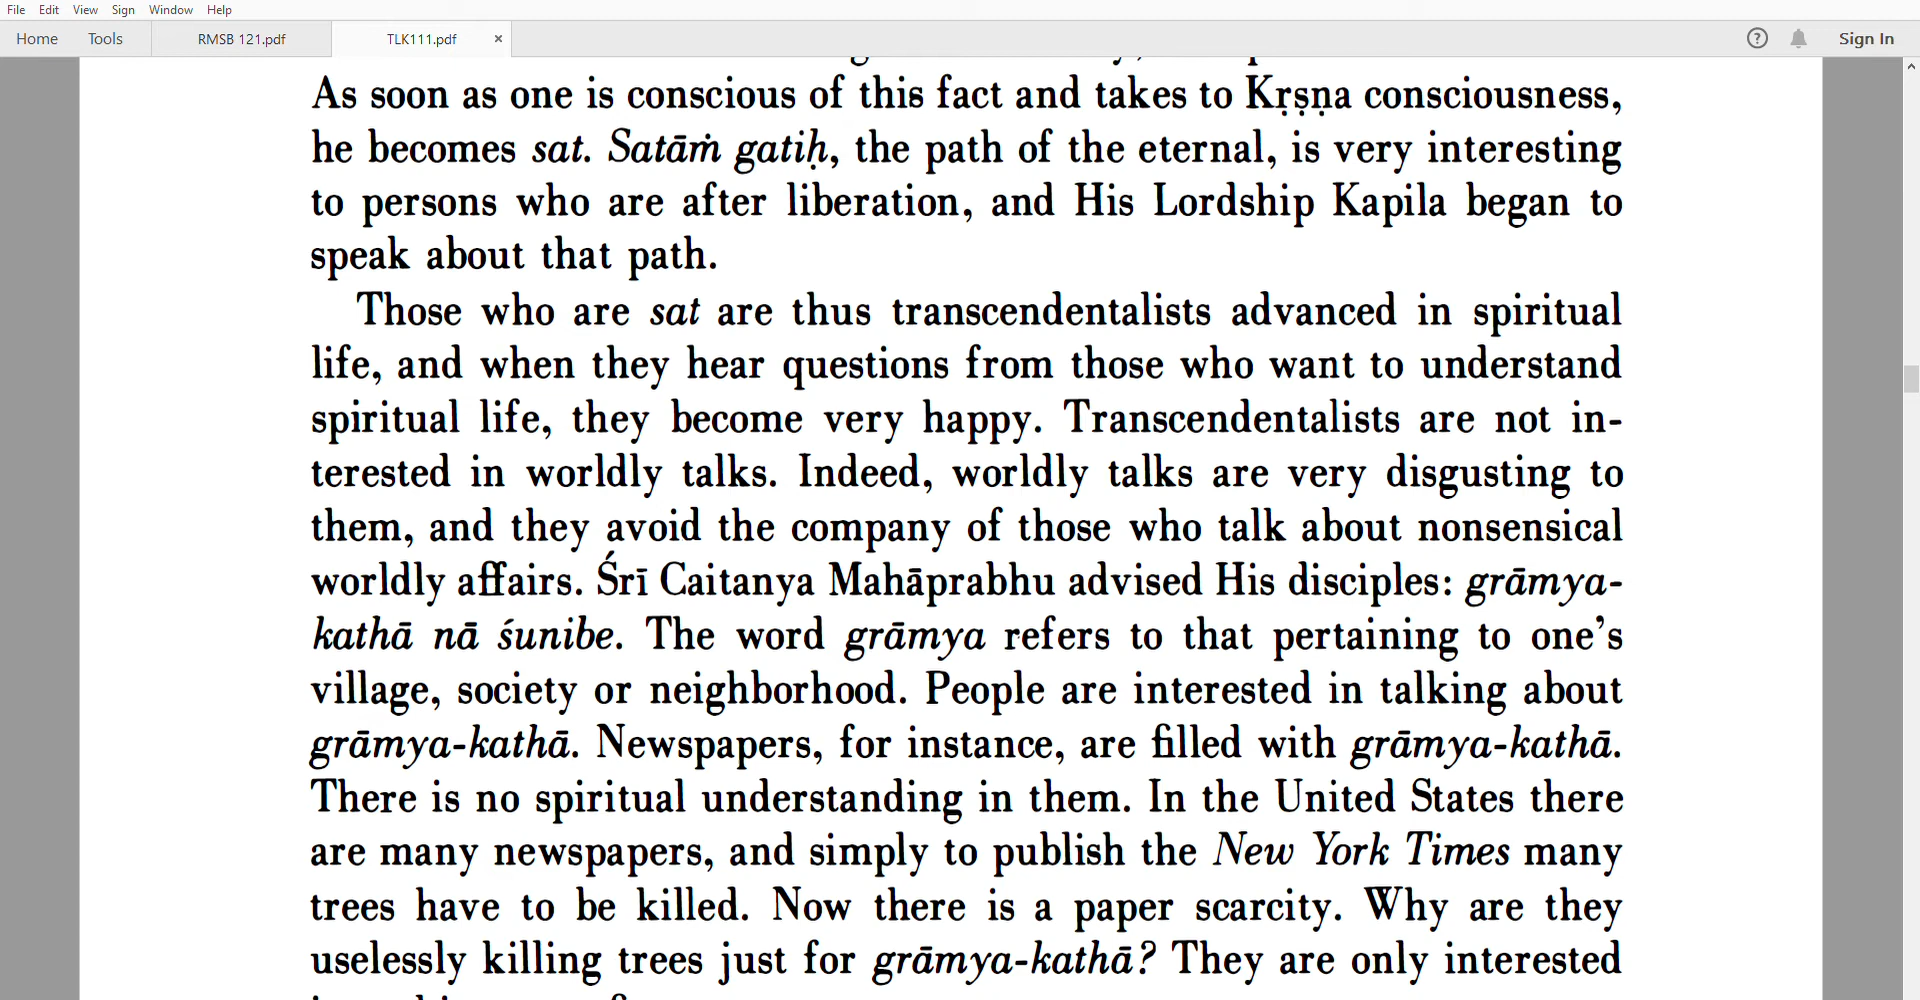 File Edit View Sign Window Help
Home Tools RMSB 121.pdf TLK111.pdf × ? Sign In
As soon as one is conscious of this fact and takes to Kṛṣṇa consciousness,
he becomes sat. Satāṁ gatiḥ, the path of the eternal, is very interesting
to persons who are after liberation, and His Lordship Kapila began to
speak about that path.
Those who are sat are thus transcendentalists advanced in spiritual
life, and when they hear questions from those who want to understand
spiritual life, they become very happy. Transcendentalists are not in-
terested in worldly talks. Indeed, worldly talks are very disgusting to
them, and they avoid the company of those who talk about nonsensical
worldly affairs. Śrī Caitanya Mahāprabhu advised His disciples: grāmya-
kathā nā śunibe. The word grāmya refers to that pertaining to one’s
village, society or neighborhood. People are interested in talking about
grāmya-kathā. Newspapers, for instance, are filled with grāmya-kathā.
There is no spiritual understanding in them. In the United States there
are many newspapers, and simply to publish the New York Times many
trees have to be killed. Now there is a paper scarcity. Why are they
uselessly killing trees just for grāmya-kathā? They are only interested